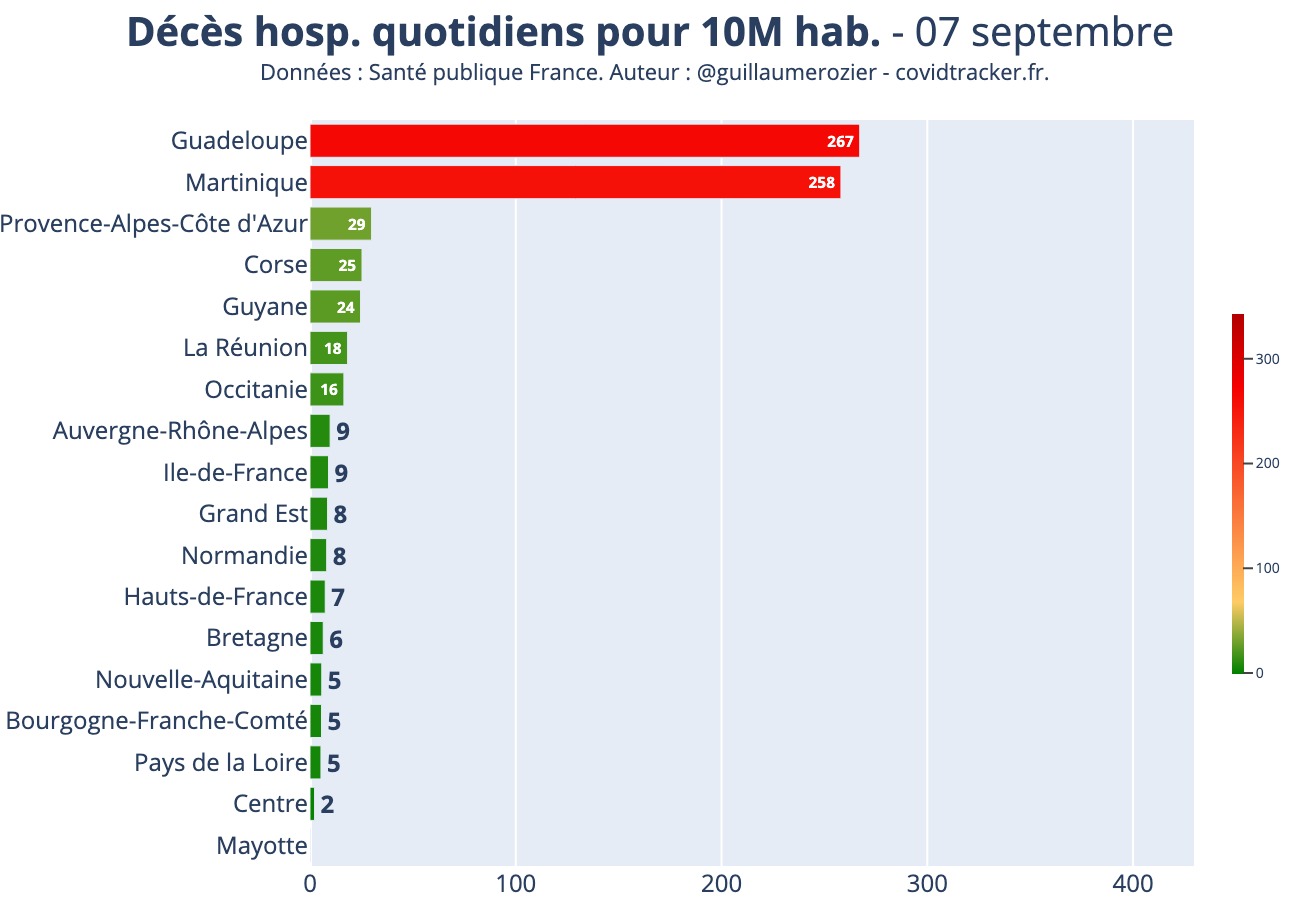 Décès hosp. quotidiens pour 10M hab. - 07 septembre
Données : Santé publique France. Auteur : @guillaumerozier - covidtracker.fr.
Guadeloupe 267
Martinique 258
Provence-Alpes-Côte d'Azur 29
Corse 25
Guyane 24
La Réunion 18
Occitanie 16
Auvergne-Rhône-Alpes 9
Ile-de-France 9
Grand Est 8
Normandie 8
Hauts-de-France 7
Bretagne 6
Nouvelle-Aquitaine 5
Bourgogne-Franche-Comté 5
Pays de la Loire 5
Centre 2
Mayotte
0 100 200 300 400
300
200
100
0